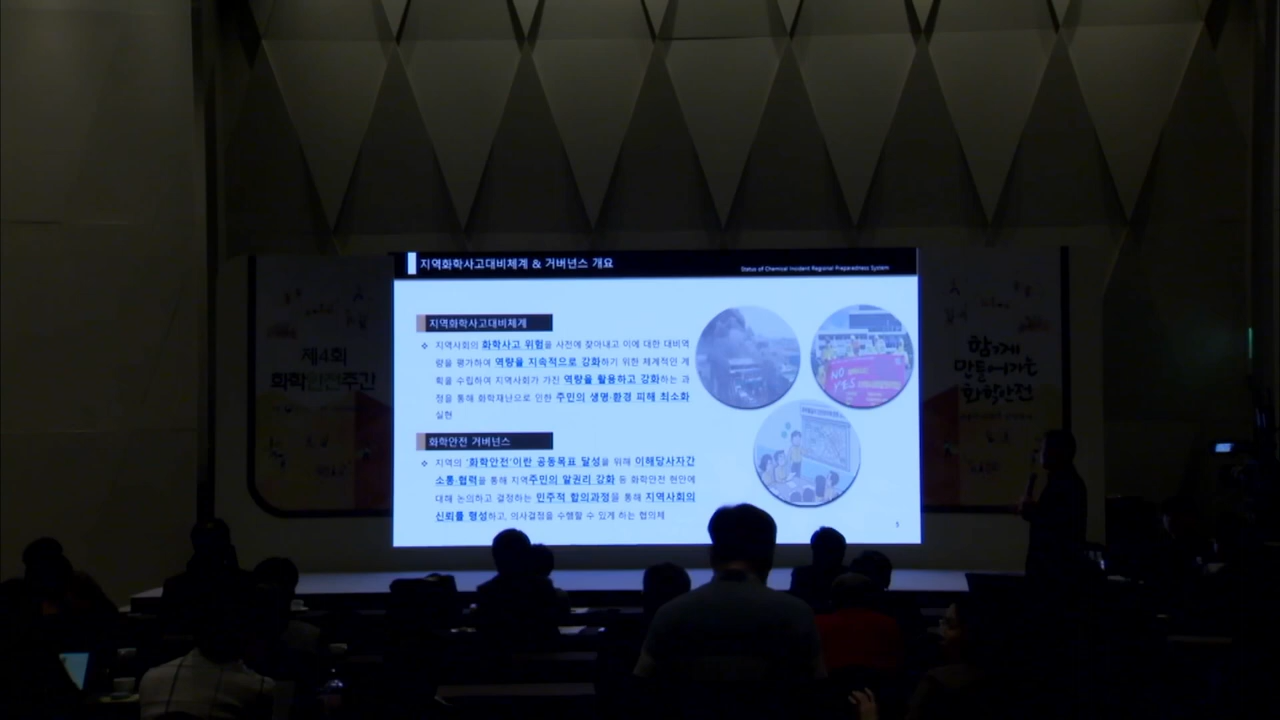 지역화학사고대비체계 & 거버넌스 개요
Status of Chemical Incident Regional Preparedness System
지역화학사고대비체계
❖ 지역사회의 화학사고 위험을 사전에 찾아내고 이에 대한 대비역
량을 평가하여 역량을 지속적으로 강화하기 위한 체계적인 계
획을 수립하여 지역사회가 가진 역량을 활용하고 강화하는 과
정을 통해 화학재난으로 인한 주민의 생명·환경 피해 최소화
실현
화학안전 거버넌스
❖ 지역의 '화학안전'이란 공동목표 달성을 위해 이해당사자간
소통·협력을 통해 지역주민의 알권리 강화 등 화학안전 현안에
대해 논의하고 결정하는 민주적 합의과정을 통해 지역사회의
신뢰를 형성하고, 의사결정을 수행할 수 있게 하는 협의체
NO
YES
3
제4회
화학안전주간
함께
만들어가는
화학안전